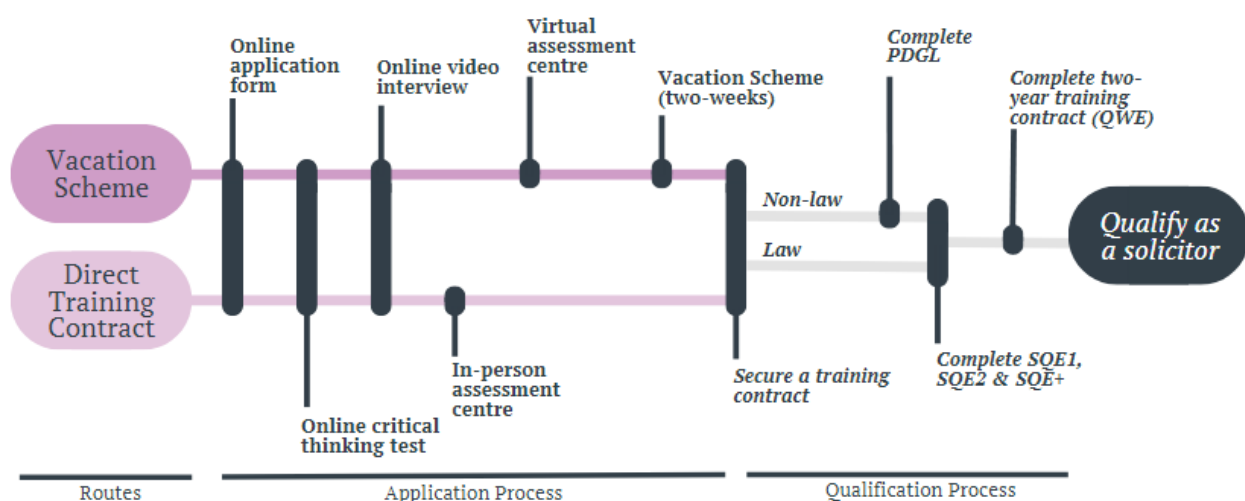 Online
application
form
Online video
interview
Virtual
assessment
centre
Vacation Scheme
(two-weeks)
Complete
PDGL
Complete two-
year training
contract (QWE)
Vacation
Scheme
Non-law
Law
Qualify as
a solicitor
Direct
Training
Contract
In-person
assessment
centre
Online critical
thinking test
Secure a training
contract
Complete SQE1,
SQE2 & SQE+
Routes
Application Process
Qualification Process